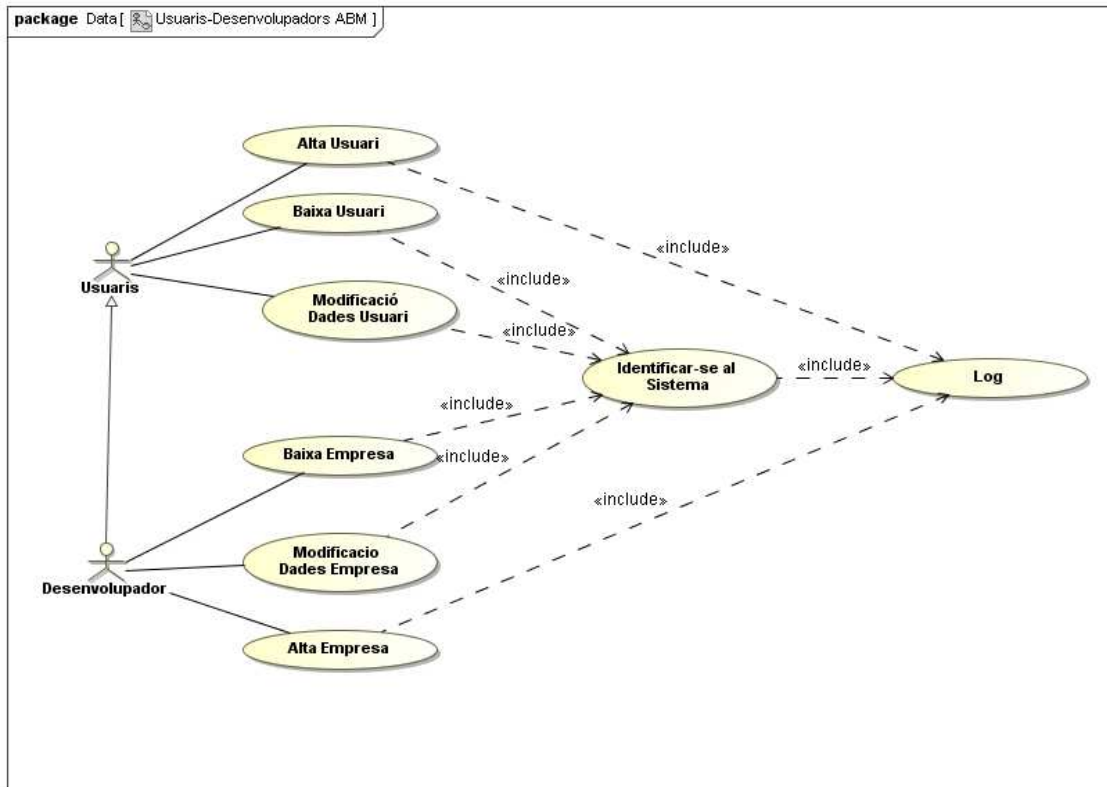 package Data [ Usuaris-Desenvolupadors ABM ]
Alta Usuari
Baixa Usuari
«include»
«include»
Usuaris
Modificació
Dades Usuari
«include»
Identificar-se al
Sistema
«include»
Log
«include»
Baixa Empresa
«include»
«include»
Modificacio
Dades Empresa
Desenvolupador
Alta Empresa